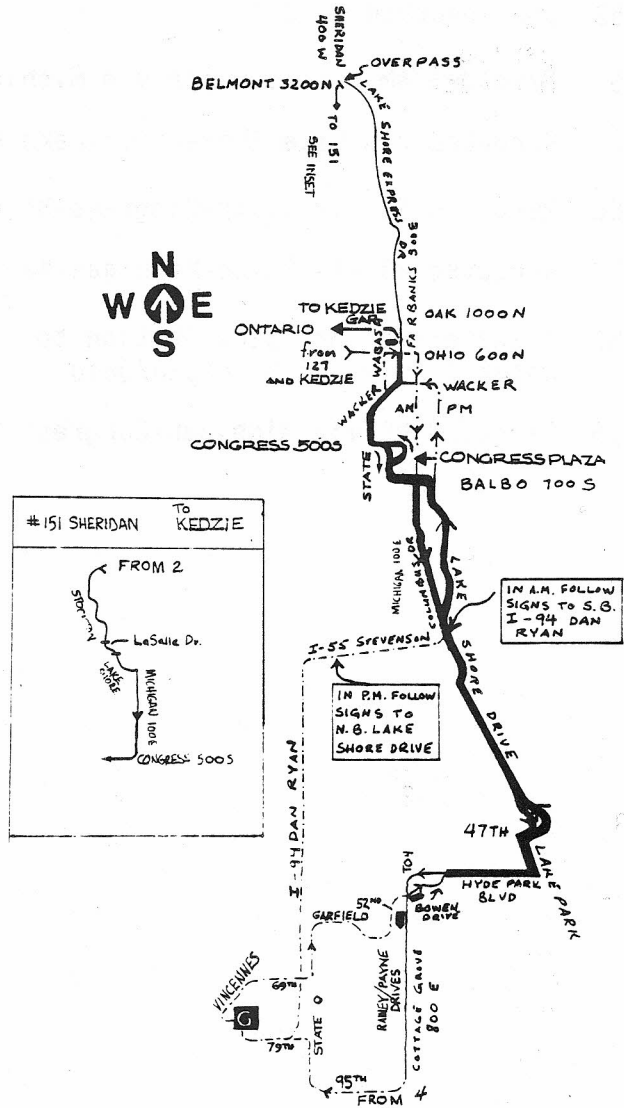 SHERIDAN
400 W
OVERPASS
BELMONT 3200N
TO 151
SEE INSET
LAKE SHORE EXPRESS
DR
FAIRBANKS 300E
N
W E
S
TO KEDZIE
GAR
OAK 1000 N
ONTARIO
from
127
AND KEDZIE
WABASH
OHIO 600N
WACKER
WACKER
AM
PM
CONGRESS 500S
STATE
CONGRESS PLAZA
BALBO 700 S
MICHIGAN 100E
COLUMBUS DR
LAKE
SHORE
DRIVE
IN A.M. FOLLOW
SIGNS TO S.B.
I-94 DAN
RYAN
I-55 STEVENSON
IN P.M. FOLLOW
SIGNS TO
N.B. LAKE
SHORE DRIVE
#151 SHERIDAN TO KEDZIE
FROM 2
LaSalle Dr.
LAKE
SHORE
MICHIGAN 100E
CONGRESS 500S
I-94 DAN RYAN
47TH
LAKE PARK
HYDE PARK
BLVD
TO 4
52ND
BOWEN
DRIVE
GARFIELD
RAINEY/PAYNE
DRIVES
COTTAGE GROVE
800 E
VINCENNES
69TH
G
79TH
STATE 0
95TH
FROM 4